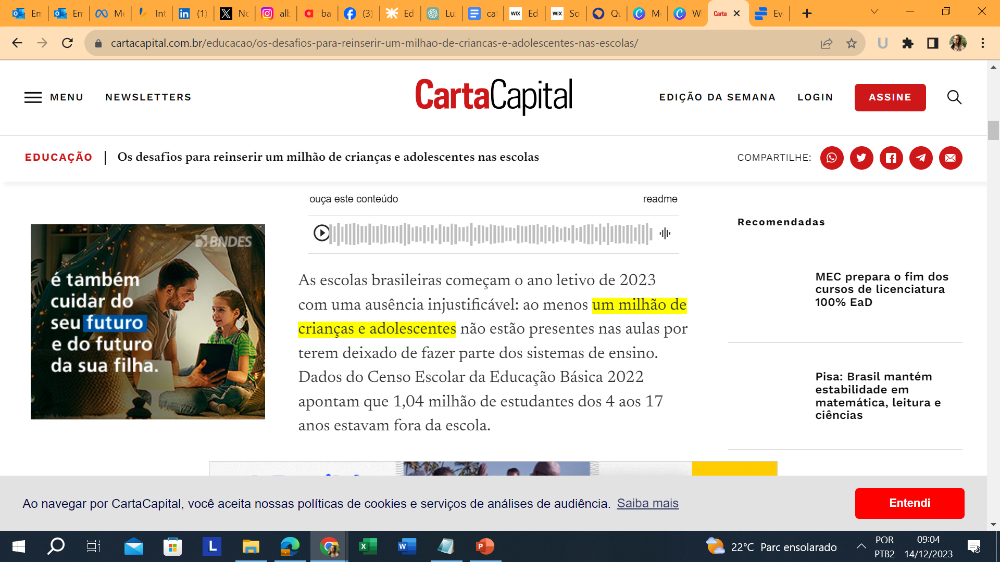 Em
Em
Me
Int
(1)
No
alb
ba
(3)
Ed
Lu
cat
WIX
Ed
WIX
So
Qu
Me
W
Carta
Ev
cartacapital.com.br/educacao/os-desafios-para-reinserir-um-milhao-de-criancas-e-adolescentes-nas-escolas/
MENU
NEWSLETTERS
CartaCapital
EDIÇÃO DA SEMANA
LOGIN
ASSINE
EDUCAÇÃO
Os desafios para reinserir um milhão de crianças e adolescentes nas escolas
COMPARTILHE:
ouça este conteúdo
readme
BNDES
é também
cuidar do
seu futuro
e do futuro
da sua filha.
As escolas brasileiras começam o ano letivo de 2023
com uma ausência injustificável: ao menos um milhão de
crianças e adolescentes não estão presentes nas aulas por
terem deixado de fazer parte dos sistemas de ensino.
Dados do Censo Escolar da Educação Básica 2022
apontam que 1,04 milhão de estudantes dos 4 aos 17
anos estavam fora da escola.
Recomendadas
MEC prepara o fim dos
cursos de licenciatura
100% EaD
Pisa: Brasil mantém
estabilidade em
matemática, leitura e
ciências
Ao navegar por CartaCapital, você aceita nossas políticas de cookies e serviços de análises de audiência. Saiba mais
Entendi
22°C Parc ensolarado
POR
PTB2
09:04
14/12/2023